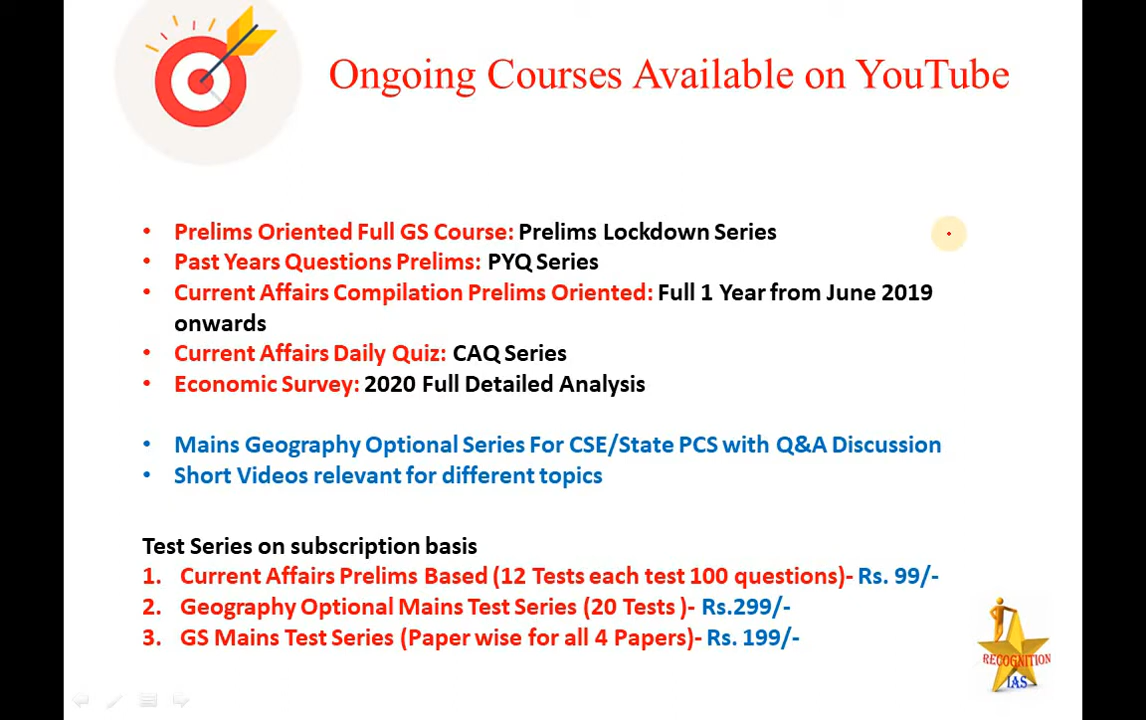 Ongoing Courses Available on YouTube
• Prelims Oriented Full GS Course: Prelims Lockdown Series
• Past Years Questions Prelims: PYQ Series
• Current Affairs Compilation Prelims Oriented: Full 1 Year from June 2019
onwards
• Current Affairs Daily Quiz: CAQ Series
• Economic Survey: 2020 Full Detailed Analysis
• Mains Geography Optional Series For CSE/State PCS with Q&A Discussion
• Short Videos relevant for different topics
Test Series on subscription basis
1. Current Affairs Prelims Based (12 Tests each test 100 questions)- Rs. 99/-
2. Geography Optional Mains Test Series (20 Tests )- Rs.299/-
3. GS Mains Test Series (Paper wise for all 4 Papers)- Rs. 199/-
RECOGNITION
IAS